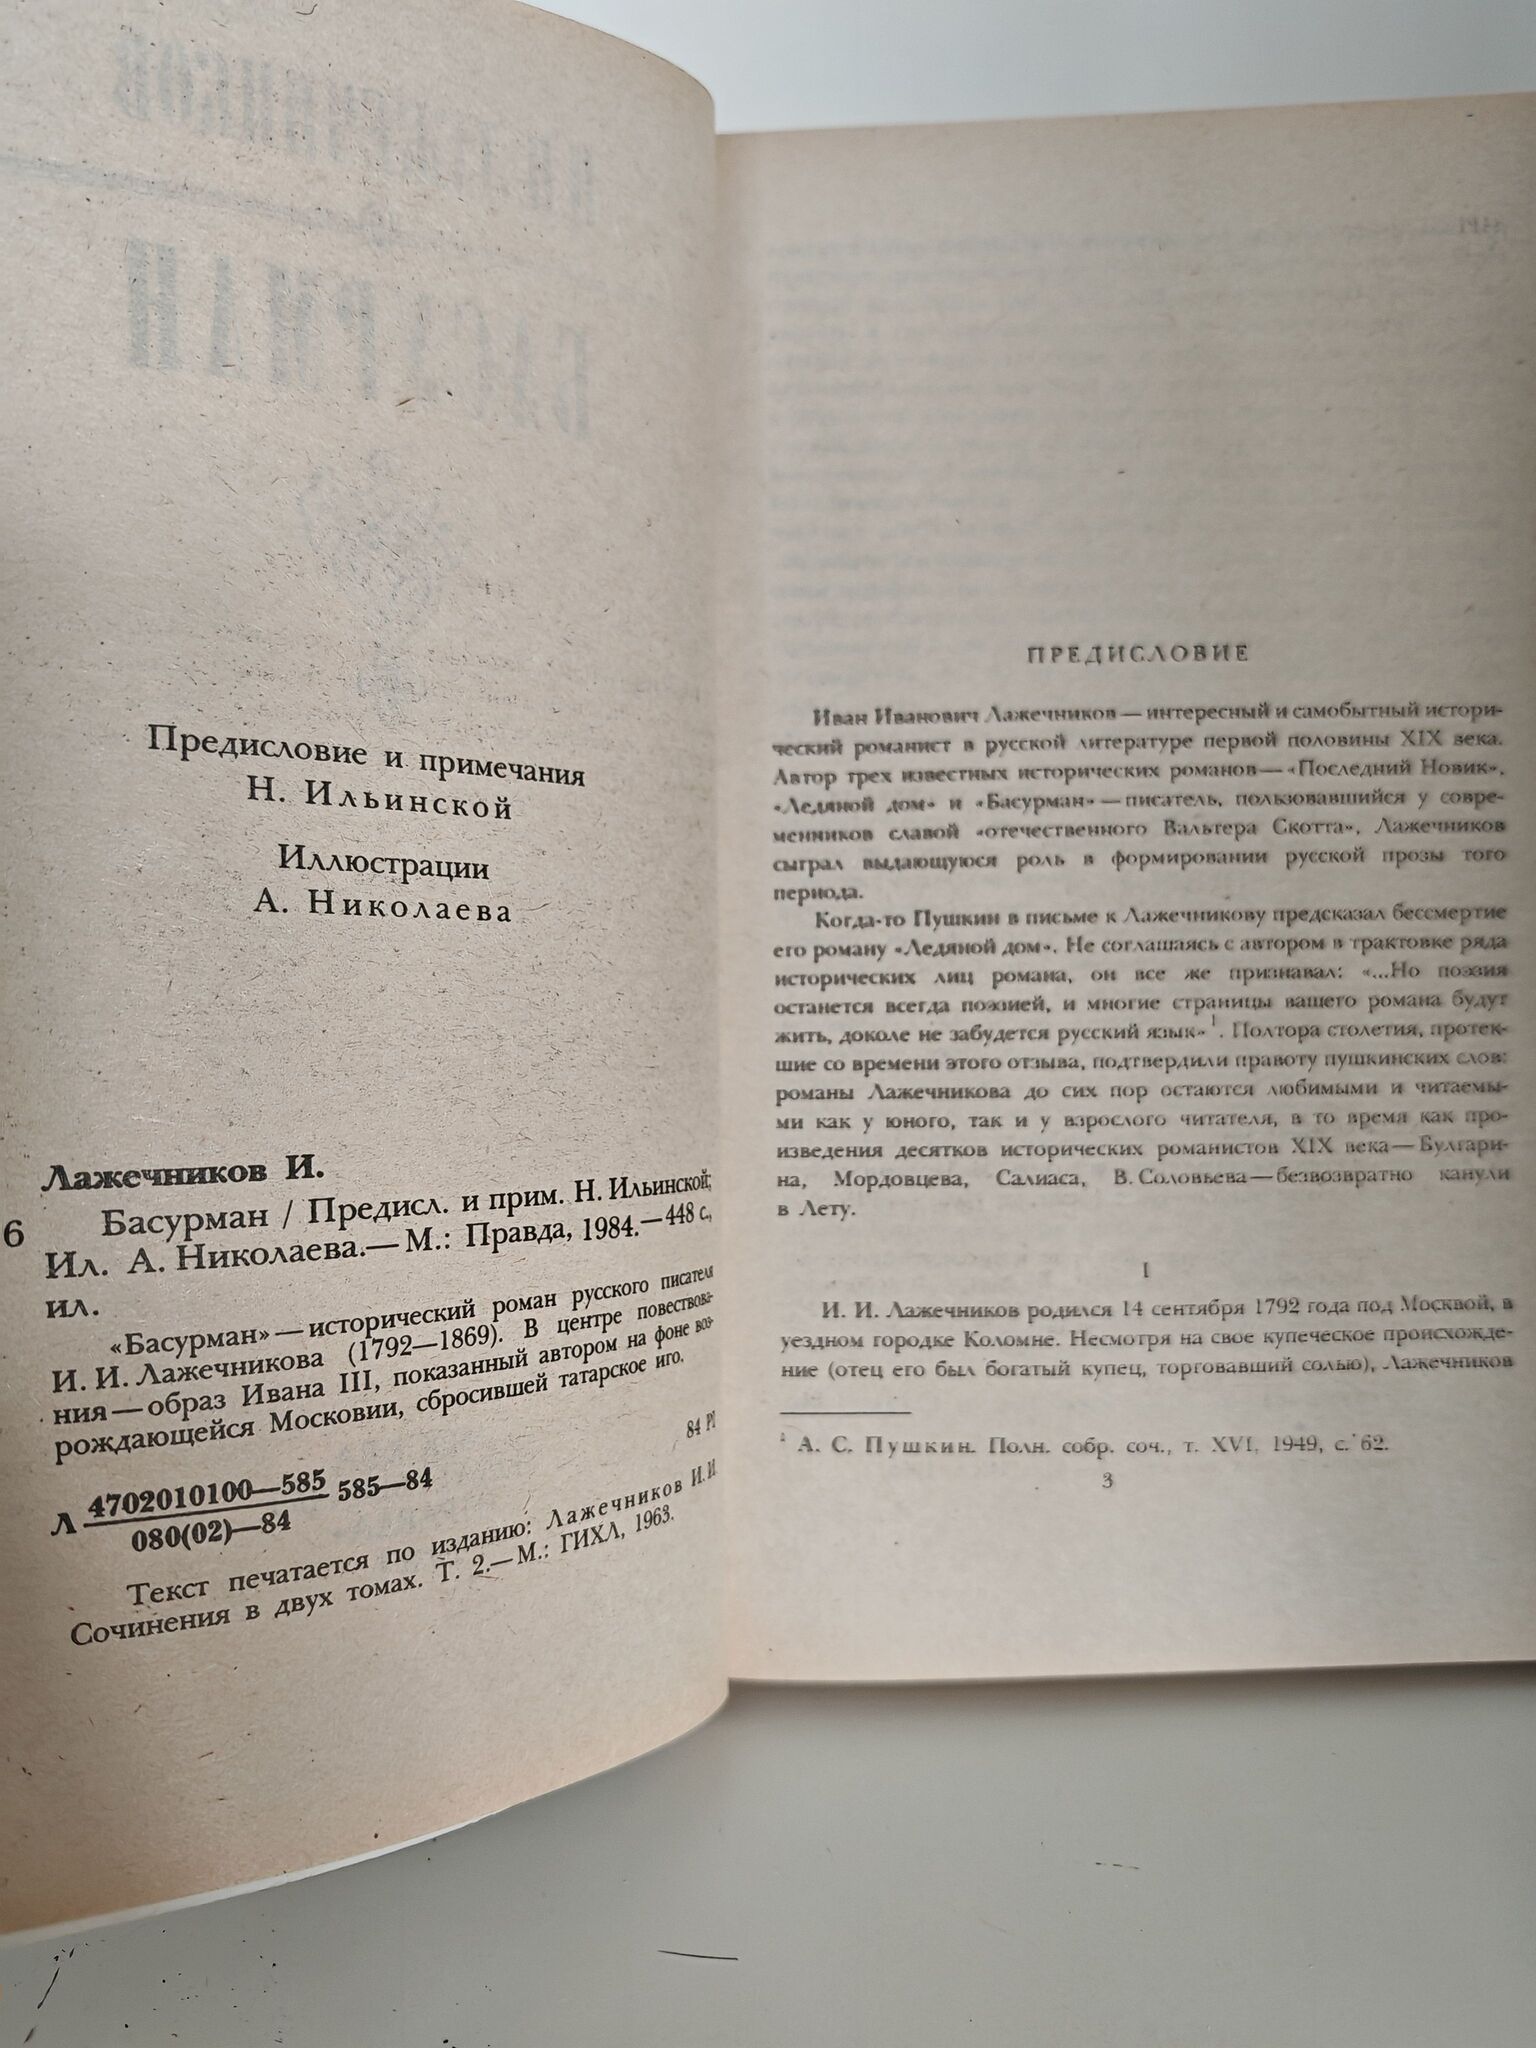 Предисловие и примечания
Н. Ильинской
Иллюстрации
А. Николаева
Лажечников И.
6 Басурман / Предисл. и прим. Н. Ильинской;
Ил. А. Николаева.— М.: Правда, 1984.—448 с.,
ил.
«Басурман»—исторический роман русского писателя
И. И. Лажечникова (1792—1869). В центре повествова-
ния—образ Ивана III, показанный автором на фоне воз-
рождающейся Московии, сбросившей татарское иго.
84 Р1
Л 4702010100—585 585—84
080(02)—84
Текст печатается по изданию: Лажечников И. И.
Сочинения в двух томах. Т. 2.—М.: ГИХЛ, 1963.
ПРЕДИСЛОВИЕ
Иван Иванович Лажечников—интересный и самобытный истори-
ческий романист в русской литературе первой половины XIX века.
Автор трех известных исторических романов—«Последний Новик»,
«Ледяной дом» и «Басурман»—писатель, пользовавшийся у совре-
менников славой «отечественного Вальтера Скотта», Лажечников
сыграл выдающуюся роль в формировании русской прозы того
периода.
Когда-то Пушкин в письме к Лажечникову предсказал бессмертие
его роману «Ледяной дом». Не соглашаясь с автором в трактовке ряда
исторических лиц романа, он все же признавал: «...Но поэзия
останется всегда поэзией, и многие страницы вашего романа будут
жить, доколе не забудется русский язык»1. Полтора столетия, протек-
шие со времени этого отзыва, подтвердили правоту пушкинских слов:
романы Лажечникова до сих пор остаются любимыми и читаемы-
ми как у юного, так и у взрослого читателя, в то время как про-
изведения десятков исторических романистов XIX века—Булгари-
на, Мордовцева, Салиаса, В. Соловьева—безвозвратно канули
в Лету.
I
И. И. Лажечников родился 14 сентября 1792 года под Москвой, в
уездном городке Коломне. Несмотря на свое купеческое происхожде-
ние (отец его был богатый купец, торговавший солью), Лажечников
1 А. С. Пушкин. Полн. собр. соч., т. XVI, 1949, с. 62.
3